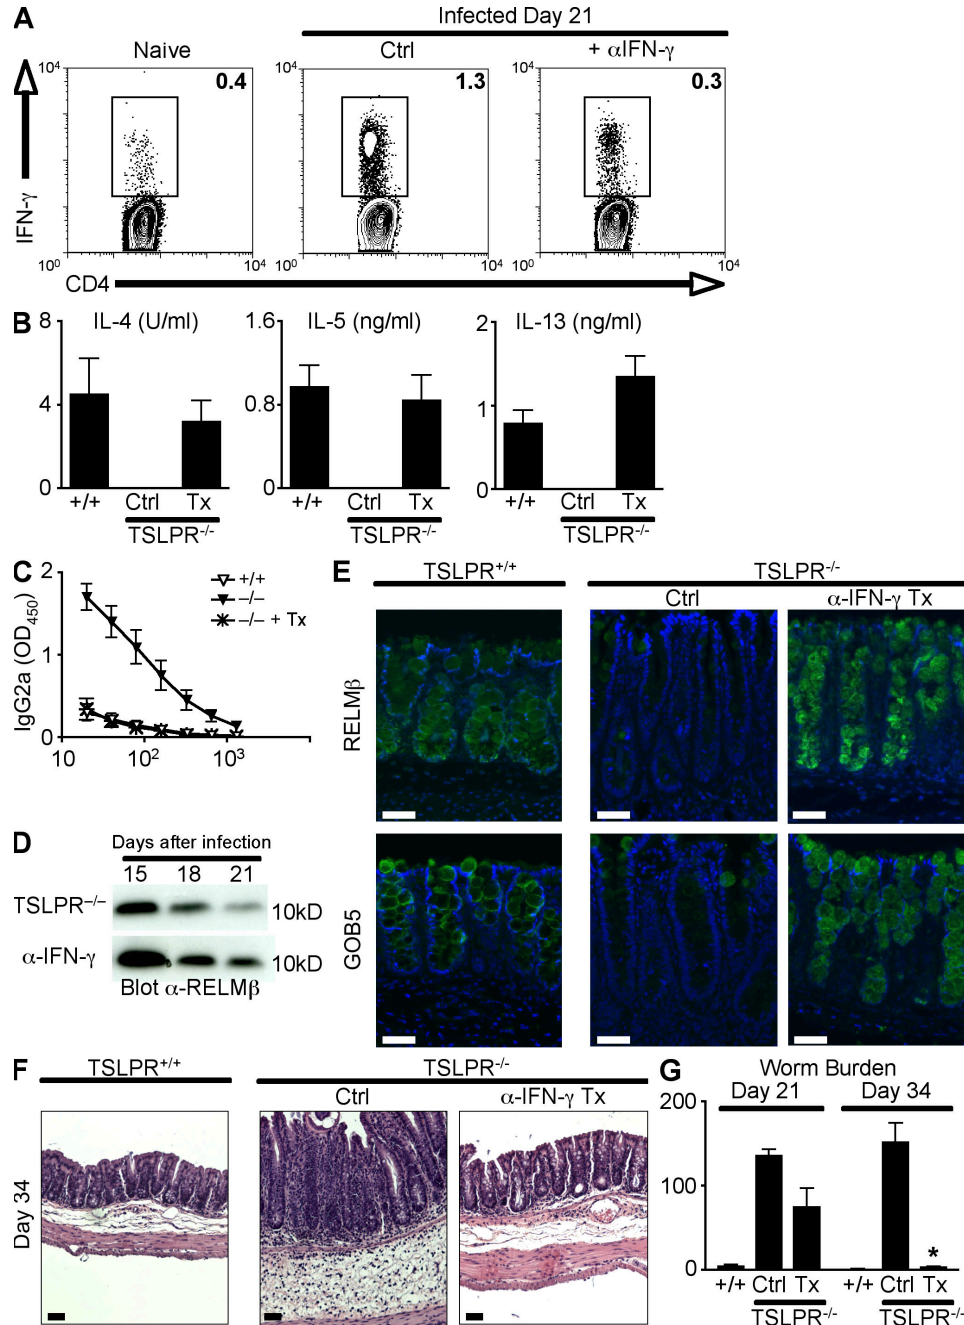 A
Infected Day 21
Naive
Ctrl
+ αIFN-γ
10⁴
0.4
1.3
0.3
IFN-γ
10⁰
10⁴
10⁰
10⁴
10⁰
10⁴
CD4
B
IL-4 (U/ml)
8
4
0
+/+
Ctrl
Tx
TSLPR⁻/⁻
IL-5 (ng/ml)
1.6
0.8
0
+/+
Ctrl
Tx
TSLPR⁻/⁻
IL-13 (ng/ml)
2
1
0
+/+
Ctrl
Tx
TSLPR⁻/⁻
C
IgG2a (OD₄₅₀)
2
1
0
10
10²
10³
+/+
–/–
–/– + Tx
D
Days after infection
15 18 21
TSLPR⁻/⁻
10kD
α-IFN-γ
10kD
Blot α-RELMβ
E
TSLPR⁺/⁺
TSLPR⁻/⁻
Ctrl
α-IFN-γ Tx
RELMβ
GOB5
F
TSLPR⁺/⁺
TSLPR⁻/⁻
Ctrl
α-IFN-γ Tx
Day 34
G
Worm Burden
Day 21
Day 34
200
100
0
*
+/+
Ctrl
Tx
+/+
Ctrl
Tx
TSLPR⁻/⁻
TSLPR⁻/⁻